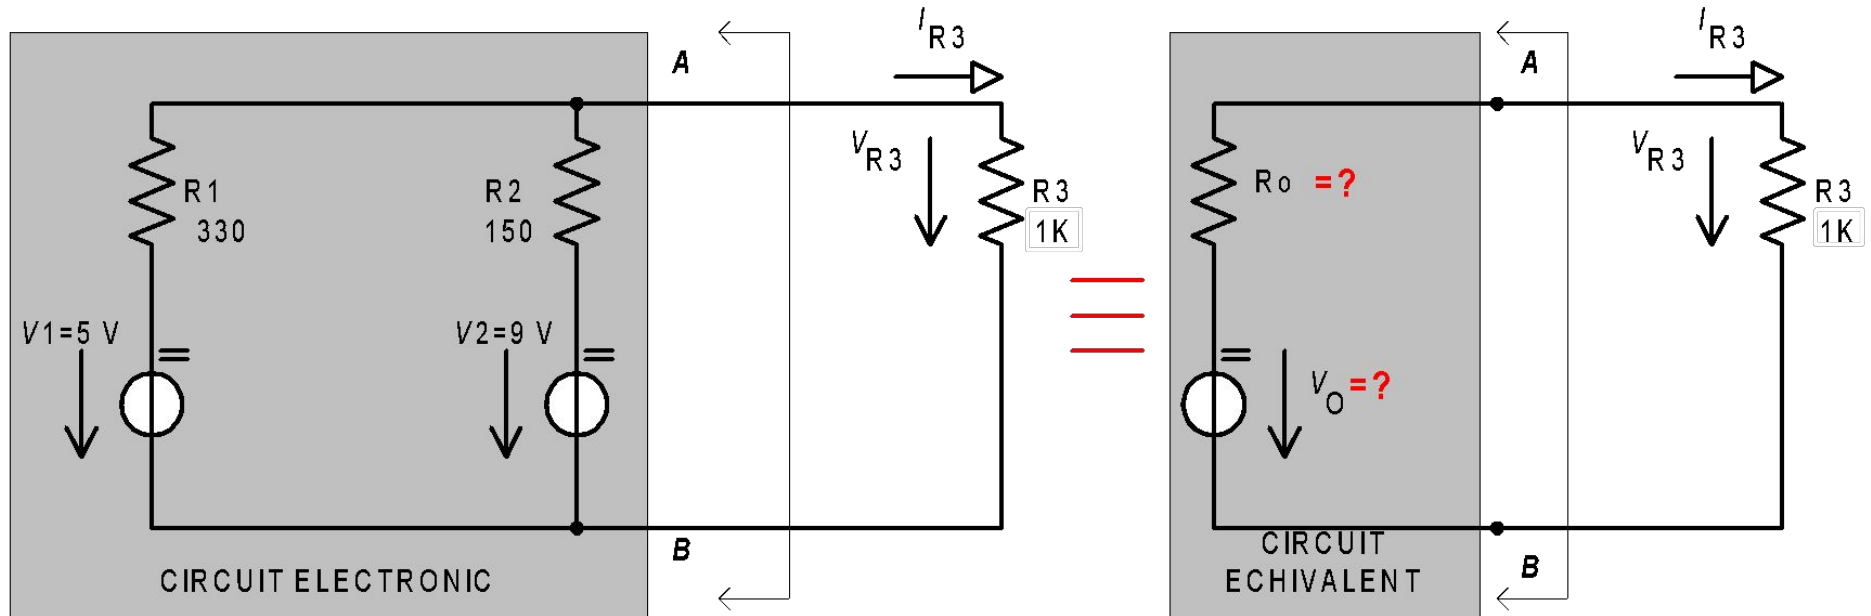 I R3
A
R1
330
R2
150
V R3
R3
1K
V1=5 V
=
V2=9 V
=
B
CIRCUIT ELECTRONIC
I R3
A
Ro =?
V R3
R3
1K
=
VO=?
CIRCUIT
ECHIVALENT
B